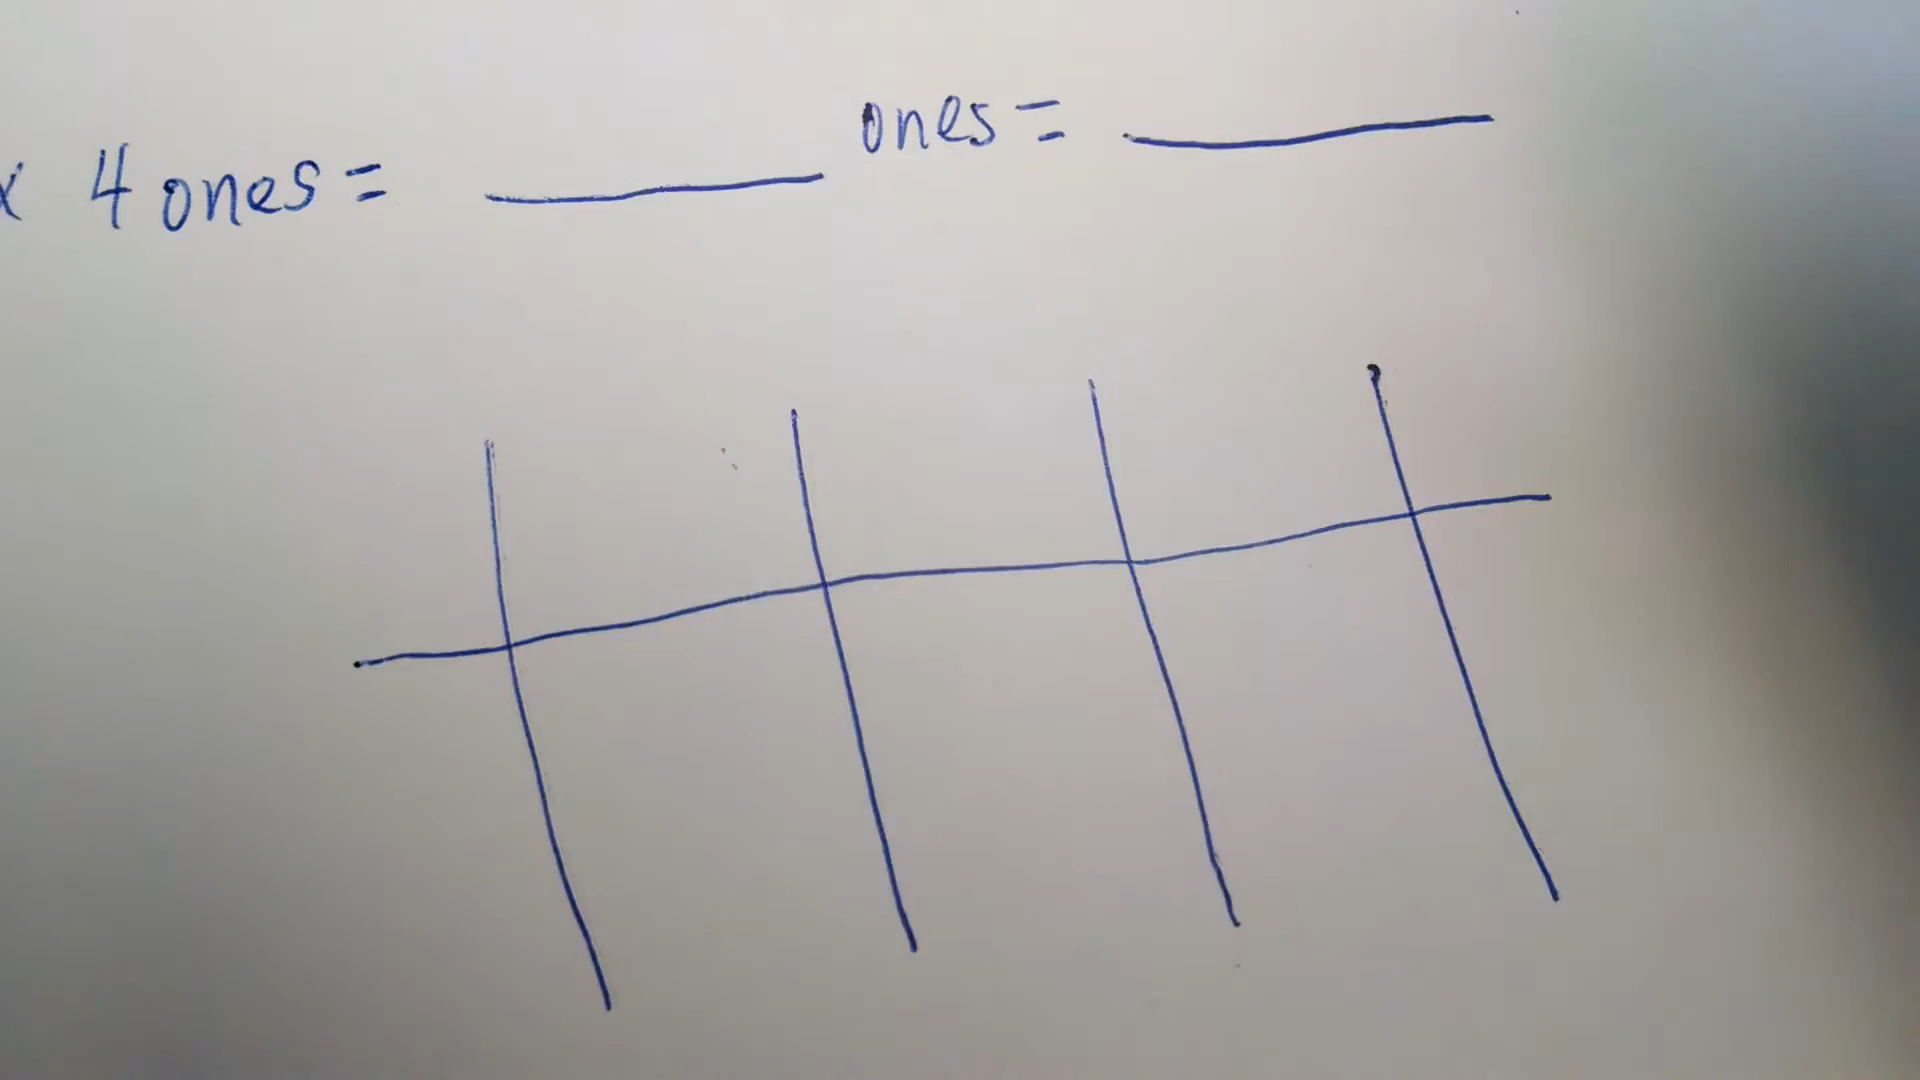 x 4 ones = ______ ones = ______